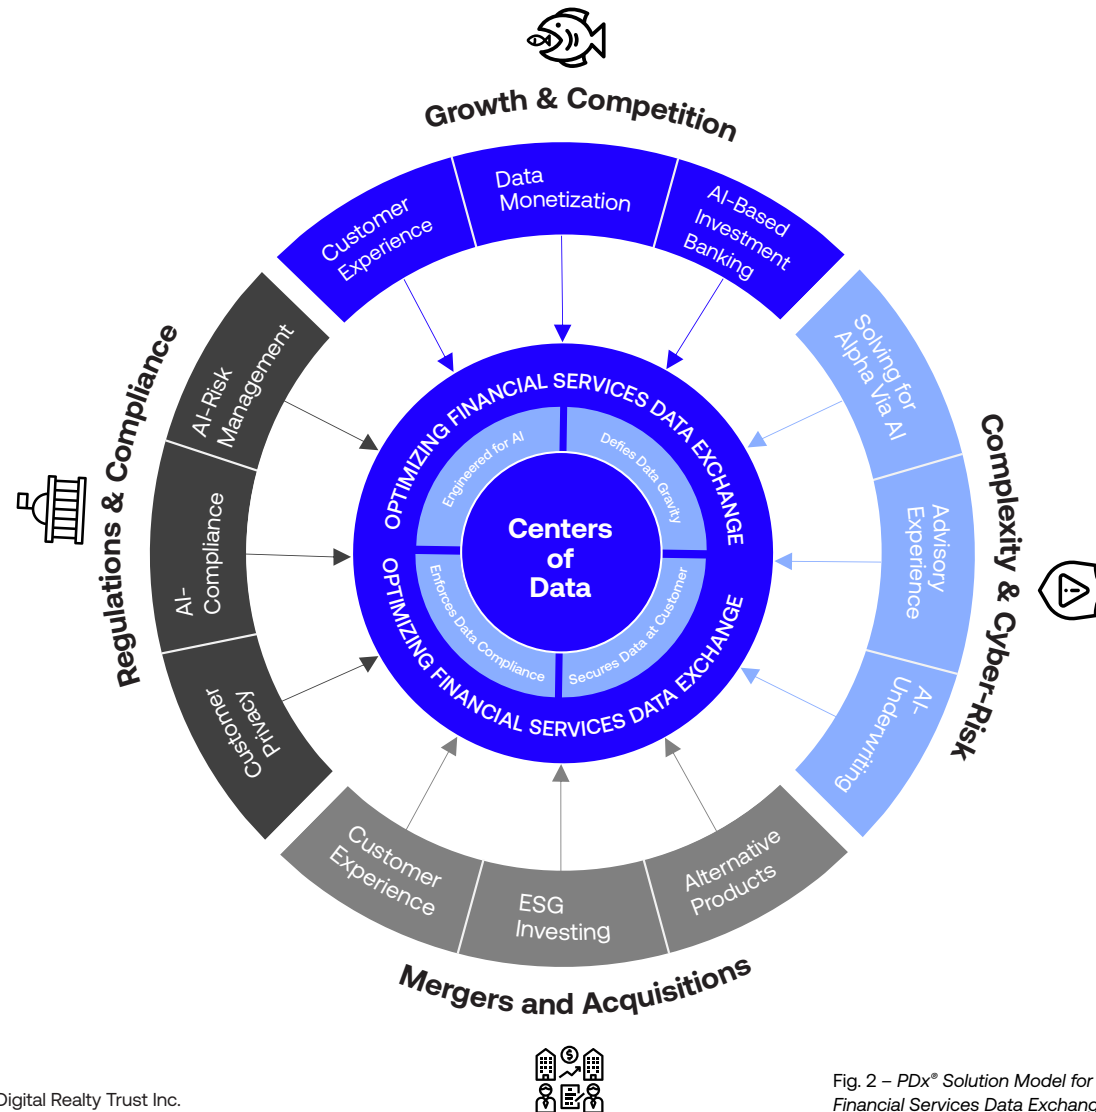 Growth & Competition
Customer
Experience
Data
Monetization
AI-Based
Investment
Banking
Regulations & Compliance
AI-Risk
Management
AI-
Compliance
Customer
Privacy
Complexity & Cyber-Risk
Solving for
Alpha Via AI
Advisory
Experience
AI-
Underwriting
OPTIMIZING FINANCIAL SERVICES DATA EXCHANGE
Engineered for AI
Defies Data Gravity
Centers
of
Data
Enforces Data Compliance
Secures Data at Customer
OPTIMIZING FINANCIAL SERVICES DATA EXCHANGE
Customer
Experience
ESG
Investing
Alternative
Products
Mergers and Acquisitions
$
Digital Realty Trust Inc.
Fig. 2 – PDx® Solution Model for
Financial Services Data Exchang